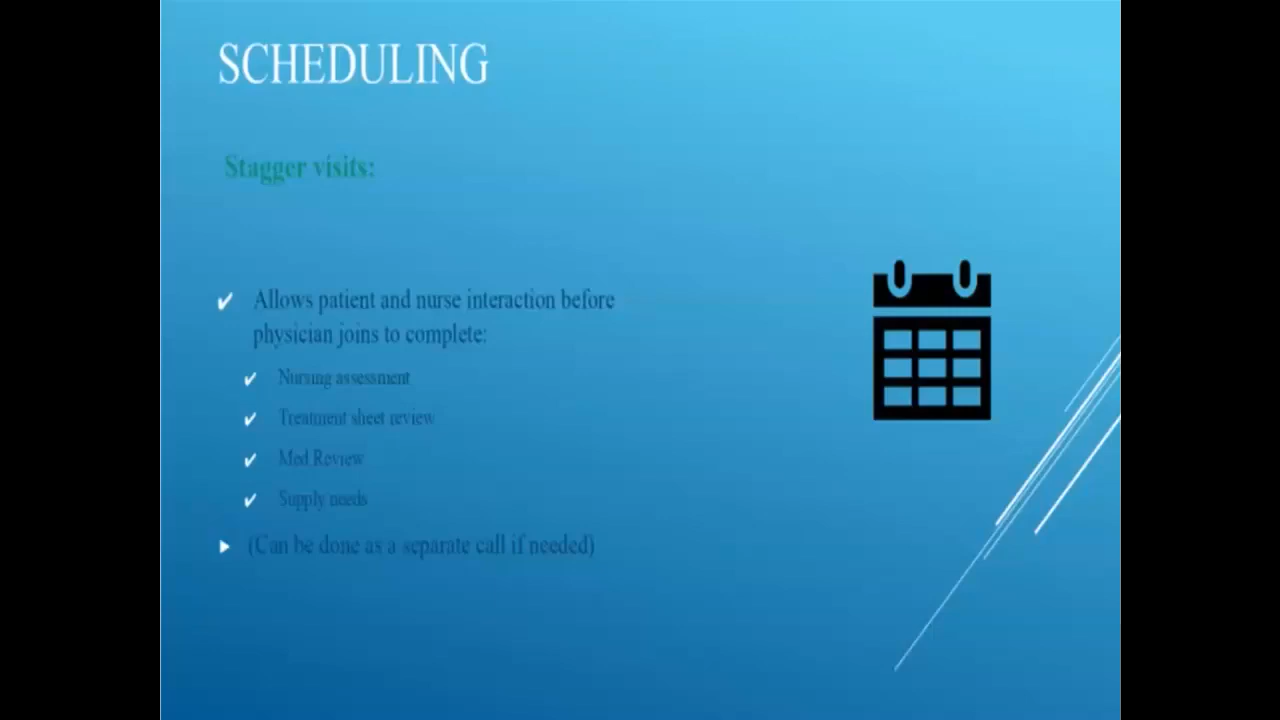 SCHEDULING
Stagger visits:
✔ Allows patient and nurse interaction before
physician joins to complete:
✔ Nursing assessment
✔ Treatment sheet review
✔ Med Review
✔ Supply needs
▶ (Can be done as a separate call if needed)